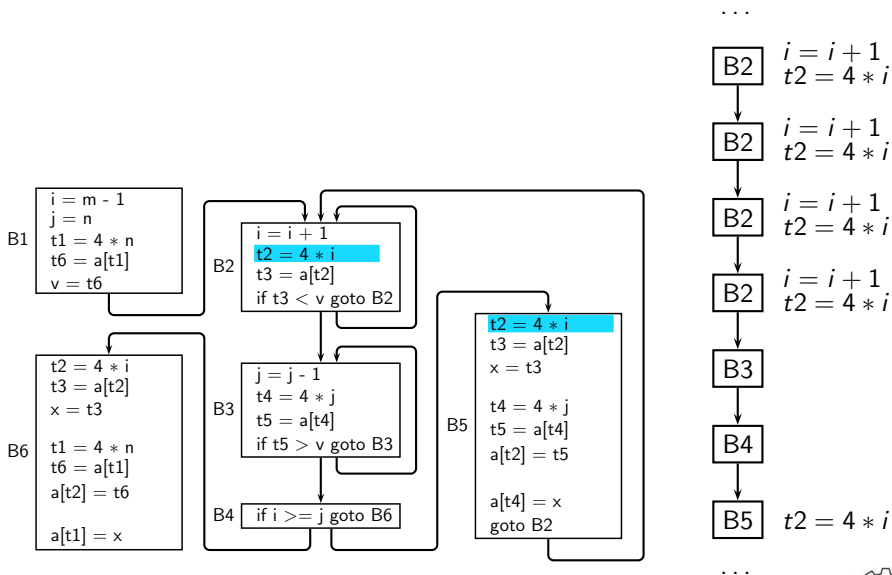 B1
i = m - 1
j = n
t1 = 4 * n
t6 = a[t1]
v = t6
B2
i = i + 1
t2 = 4 * i
t3 = a[t2]
if t3 < v goto B2
B3
j = j - 1
t4 = 4 * j
t5 = a[t4]
if t5 > v goto B3
B4
if i >= j goto B6
B5
t2 = 4 * i
t3 = a[t2]
x = t3
t4 = 4 * j
t5 = a[t4]
a[t2] = t5
a[t4] = x
goto B2
B6
t2 = 4 * i
t3 = a[t2]
x = t3
t1 = 4 * n
t6 = a[t1]
a[t2] = t6
a[t1] = x
. . .
B2
i = i + 1
t2 = 4 * i
B2
i = i + 1
t2 = 4 * i
B2
i = i + 1
t2 = 4 * i
B2
i = i + 1
t2 = 4 * i
B3
B4
B5
t2 = 4 * i
. . .